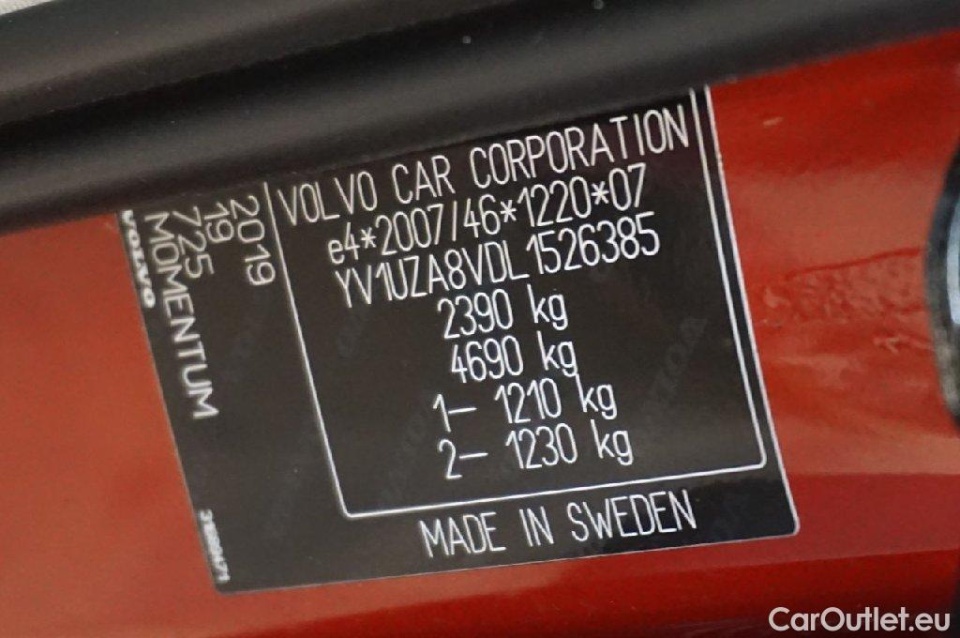 VOLVO CAR CORPORATION
e4*2007/46*1220*07
YV1UZA8VDL1526385
2390 kg
4690 kg
1– 1210 kg
2– 1230 kg
MADE IN SWEDEN
2019
19
725
MOMENTUM
VOLVO
CarOutlet.eu